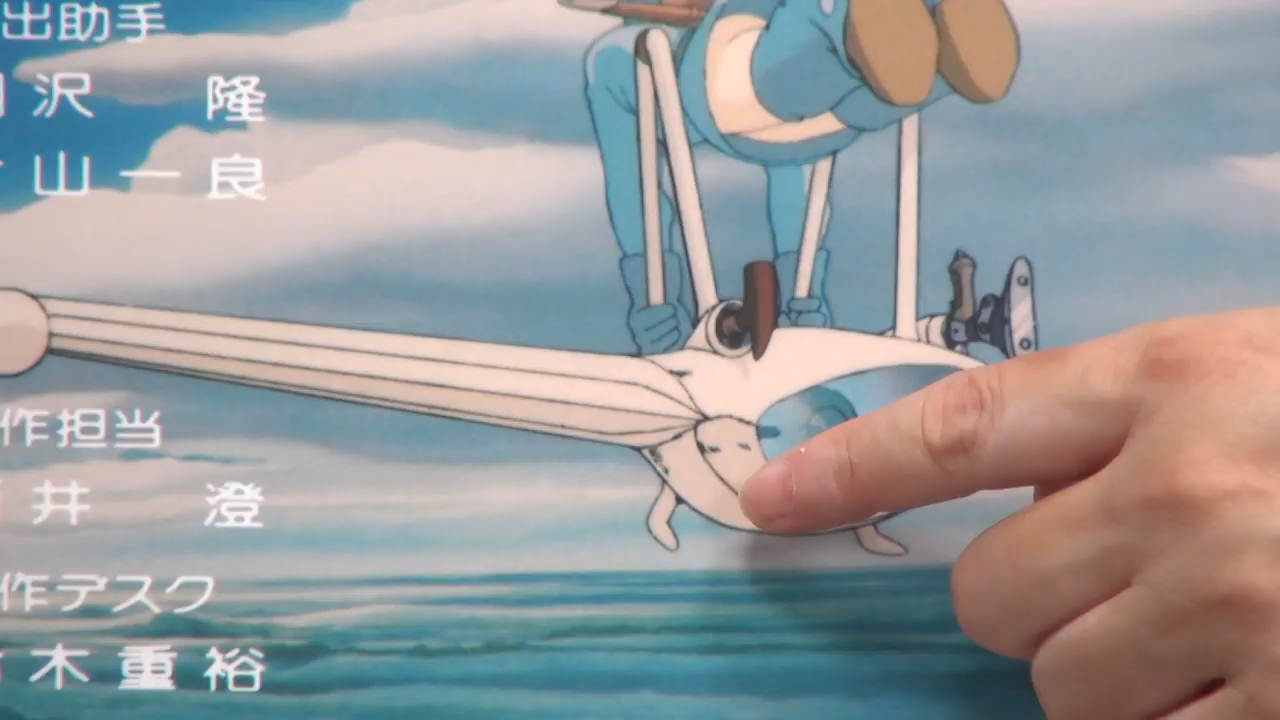 出助手
沢 隆
山一良
作担当
井 澄
作デスク
木重裕